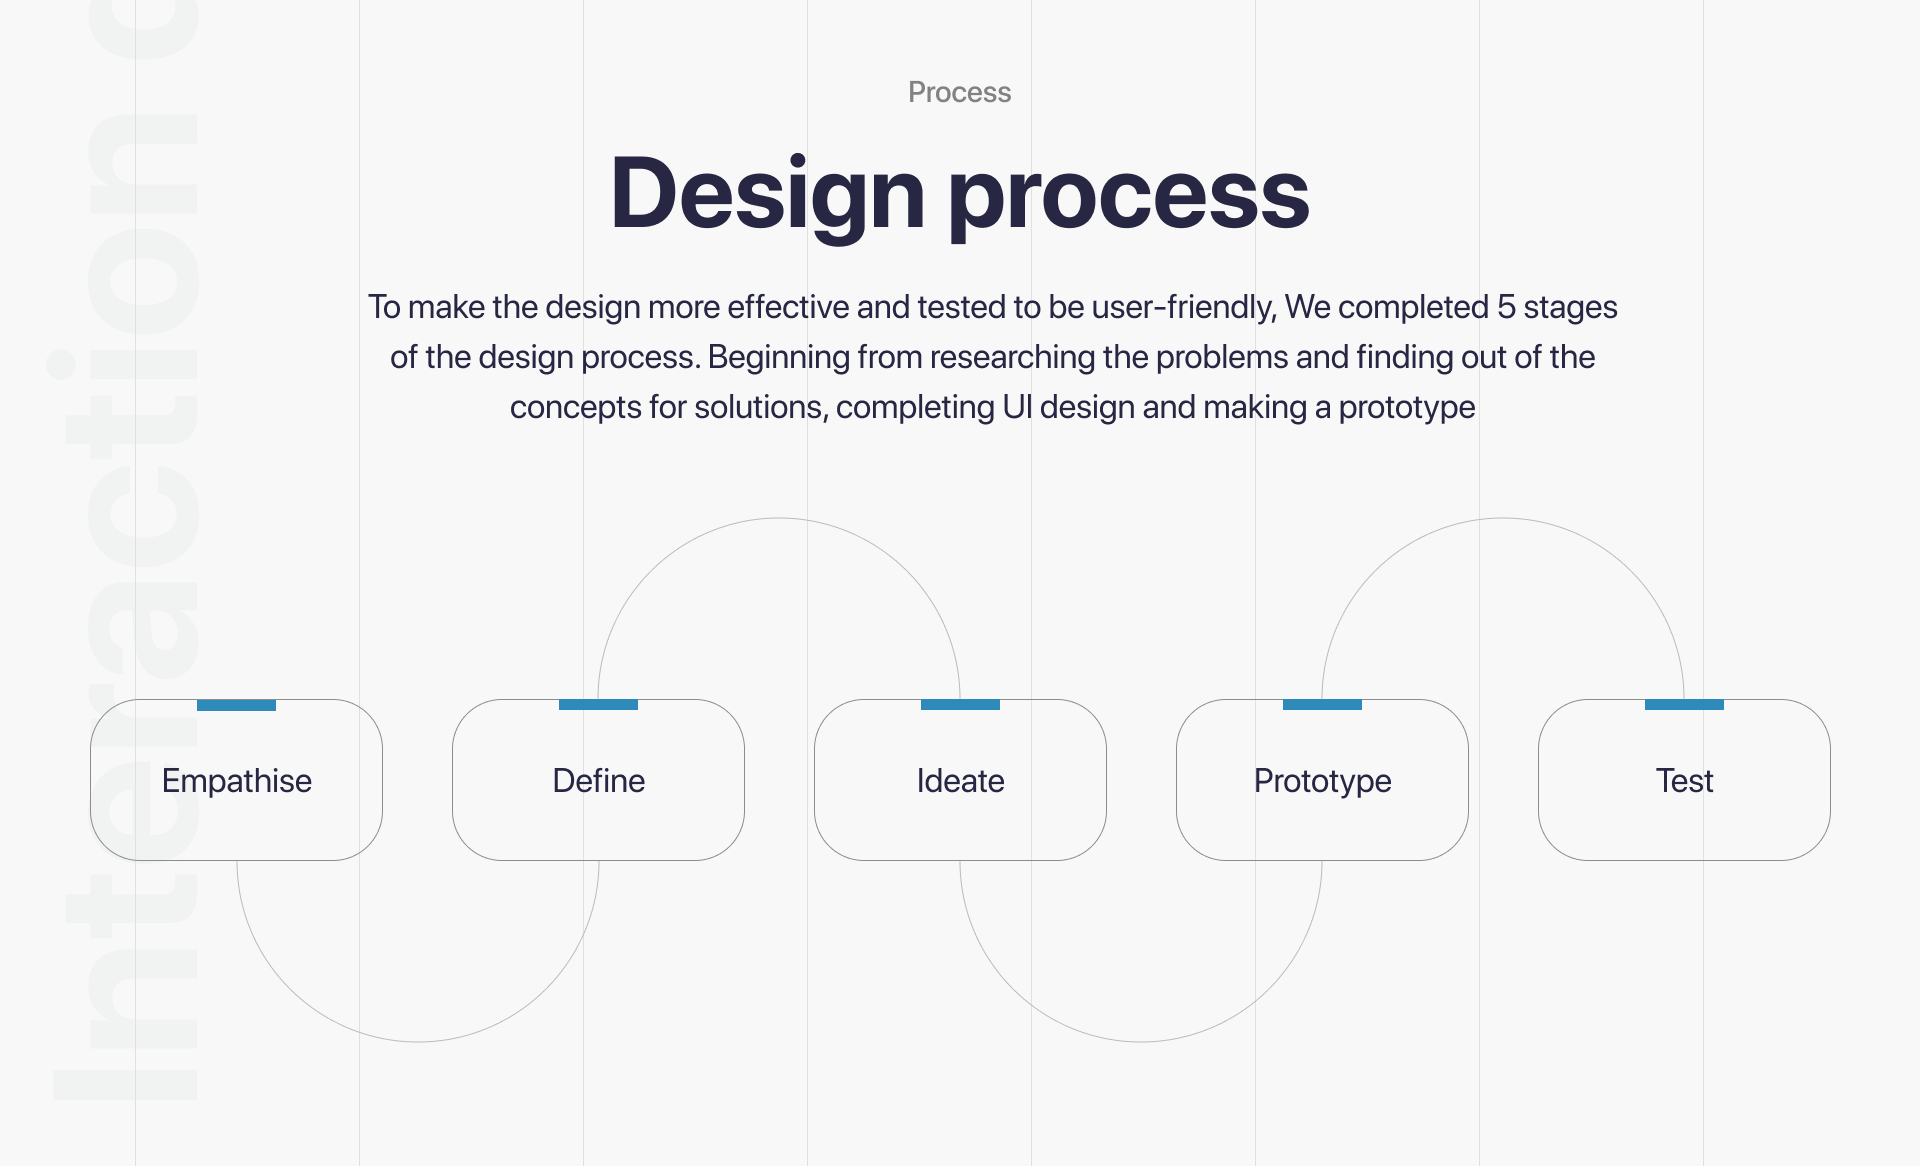 Process
Design process
To make the design more effective and tested to be user-friendly, We completed 5 stages
of the design process. Beginning from researching the problems and finding out of the
concepts for solutions, completing UI design and making a prototype
Empathise
Define
Ideate
Prototype
Test
Interaction